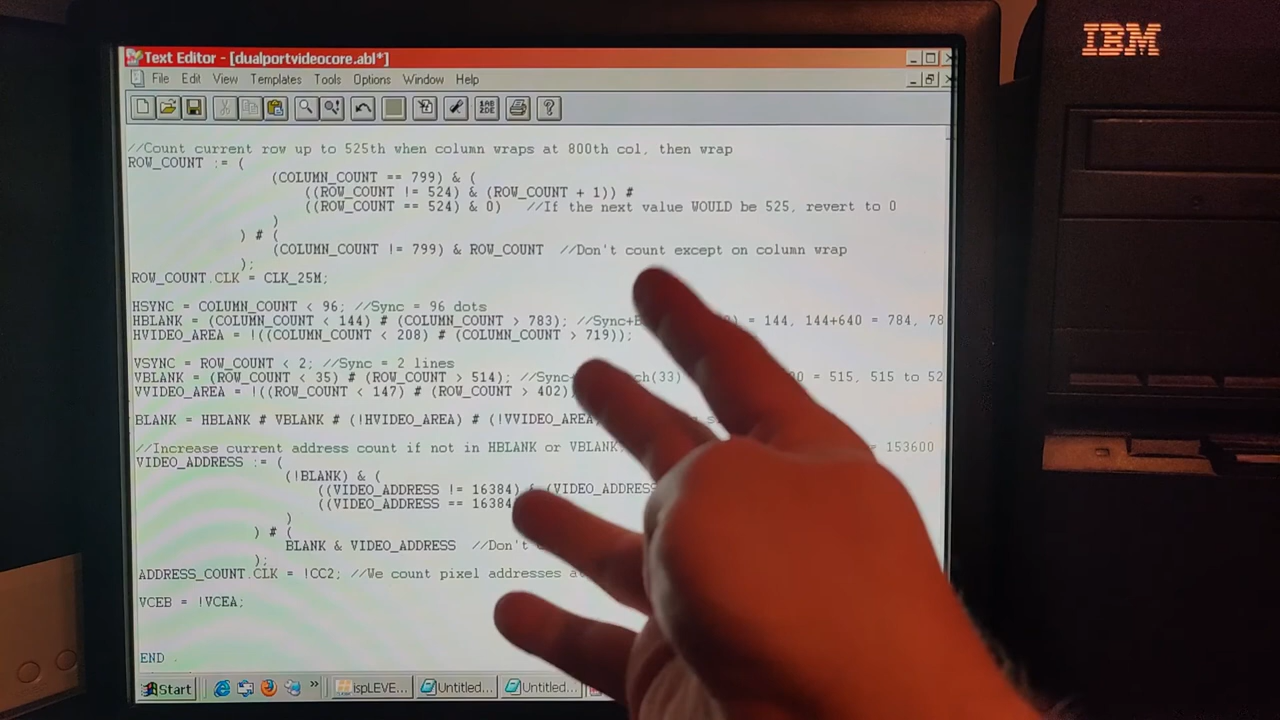 IBM
Text Editor - [dualportvideocore.abl*]
File Edit View Templates Tools Options Window Help
//Count current row up to 525th when column wraps at 800th col, then wrap
ROW_COUNT := (
(COLUMN_COUNT == 799) & (
((ROW_COUNT != 524) & (ROW_COUNT + 1)) #
((ROW_COUNT == 524) & 0) //If the next value WOULD be 525, revert to 0
)
) # (
(COLUMN_COUNT != 799) & ROW_COUNT //Don't count except on column wrap
);
ROW_COUNT.CLK = CLK_25M;
HSYNC = COLUMN_COUNT < 96; //Sync = 96 dots
HBLANK = (COLUMN_COUNT < 144) # (COLUMN_COUNT > 783); //Sync+ = 144, 144+640 = 784, 78
HVIDEO_AREA = !((COLUMN_COUNT < 208) # (COLUMN_COUNT > 719));
VSYNC = ROW_COUNT < 2; //Sync = 2 lines
VBLANK = (ROW_COUNT < 35) # (ROW_COUNT > 514); //Sync (33) = 515, 515 to 52
VVIDEO_AREA = !((ROW_COUNT < 147) # (ROW_COUNT > 402)
BLANK = HBLANK # VBLANK # (!HVIDEO_AREA) # (!VVIDEO_AREA)
//Increase current address count if not in HBLANK or VBLANK = 153600
VIDEO_ADDRESS := (
(!BLANK) & (
((VIDEO_ADDRESS != 16384) & (VIDEO_ADDRESS
((VIDEO_ADDRESS == 16384
)
) # (
BLANK & VIDEO_ADDRESS //Don't
);
ADDRESS_COUNT.CLK = !CC2; //We count pixel addresses
VCEB = !VCEA;
END
Start ispLEVE... Untitled... Untitled...